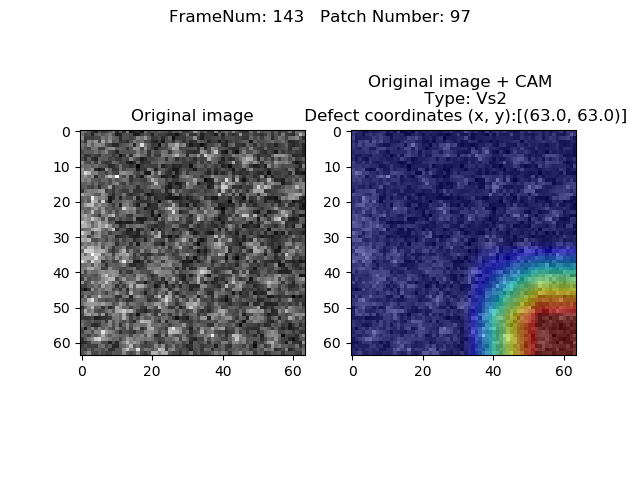 FrameNum: 143   Patch Number: 97
Original image
0
10
20
30
40
50
60
0 20 40 60
Original image + CAM
Type: Vs2
Defect coordinates (x, y):[(63.0, 63.0)]
0
10
20
30
40
50
60
0 20 40 60